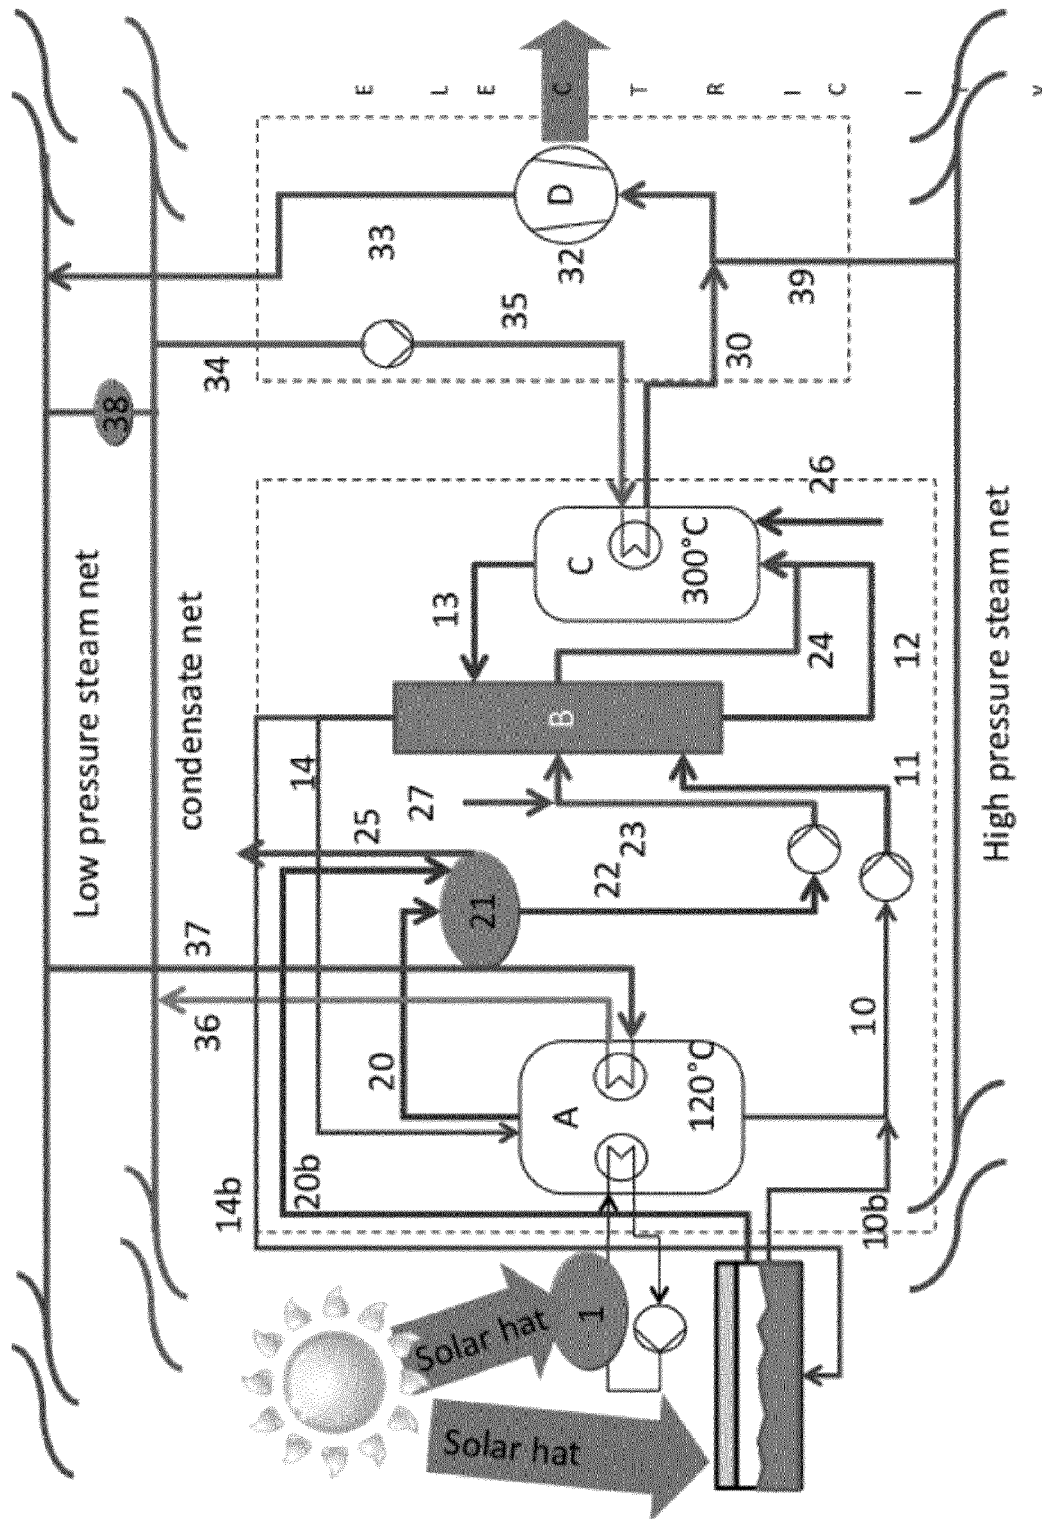 Low pressure steam net
condensate net
High pressure steam net
Solar hat
Solar hat
1
A
120°C
B
C
300°C
D
ELECTRICITY
10
10b
11
12
13
14
14b
20
20b
21
22
23
24
25
26
27
30
32
33
34
35
36
37
38
39